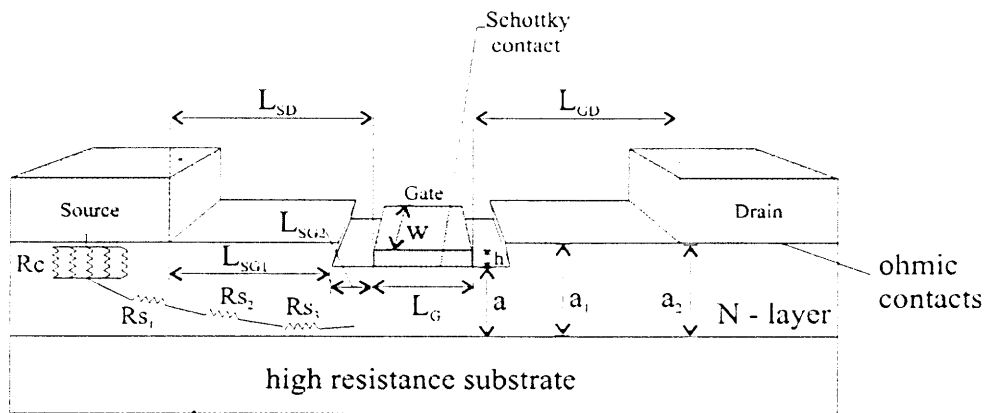 Schottky
contact
L_SD
L_GD
Gate
Source
W
Drain
L_SG2
h
Rc
L_SG1
ohmic
contacts
L_G
a
a_1
a_2
N - layer
Rs_1
Rs_2
Rs_3
high resistance substrate